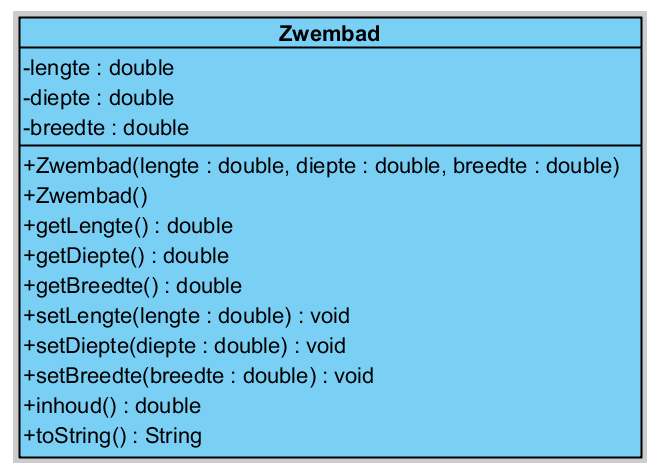 Zwembad
-lengte : double
-diepte : double
-breedte : double
+Zwembad(lengte : double, diepte : double, breedte : double)
+Zwembad()
+getLengte() : double
+getDiepte() : double
+getBreedte() : double
+setLengte(lengte : double) : void
+setDiepte(diepte : double) : void
+setBreedte(breedte : double) : void
+inhoud() : double
+toString() : String